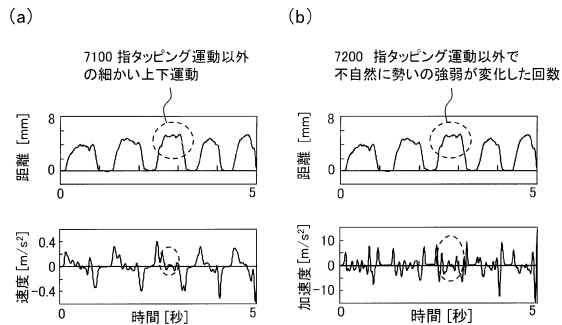 (a)
7100 指タッピング運動以外
の細かい上下運動
距離 [mm]
8
0
0
5
速度 [m/s²]
0.4
0
-0.4
0
5
時間 [秒]
(b)
7200 指タッピング運動以外で
不自然に勢いの強弱が変化した回数
距離 [mm]
8
0
0
5
加速度 [m/s²]
10
0
-10
0
5
時間 [秒]